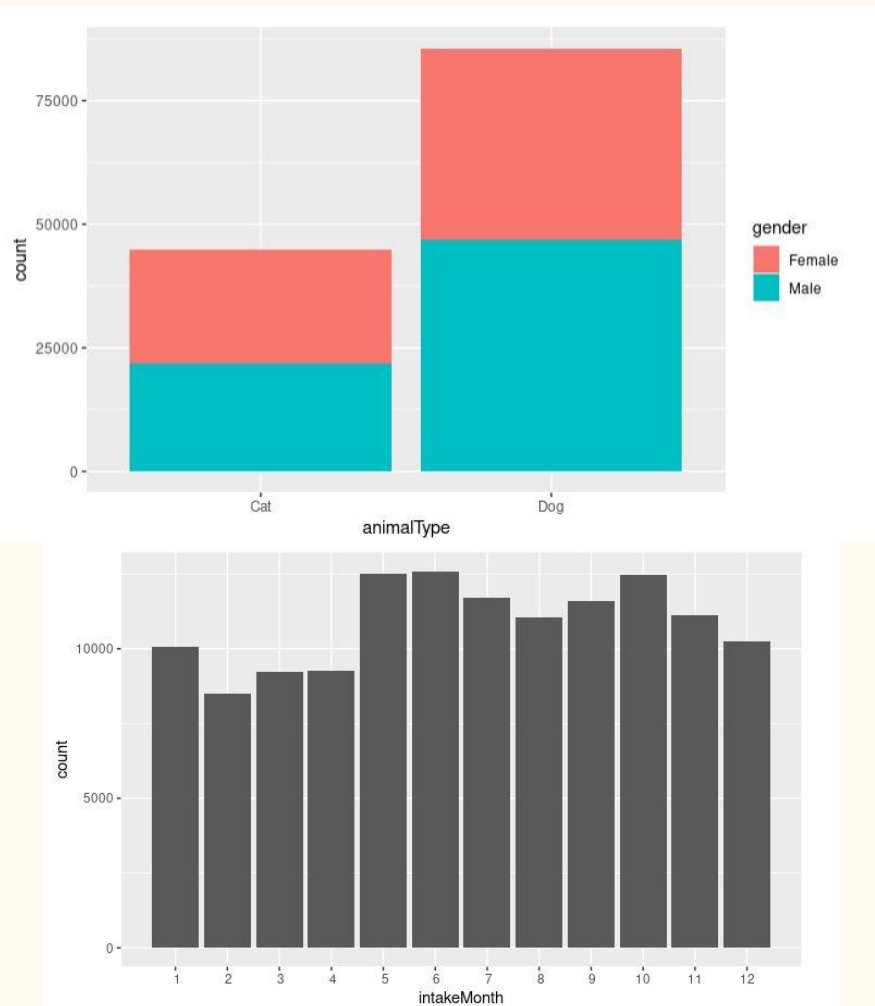 75000
50000
25000
0
count
Cat Dog
animalType
gender
Female
Male
10000
5000
0
count
1 2 3 4 5 6 7 8 9 10 11 12
intakeMonth